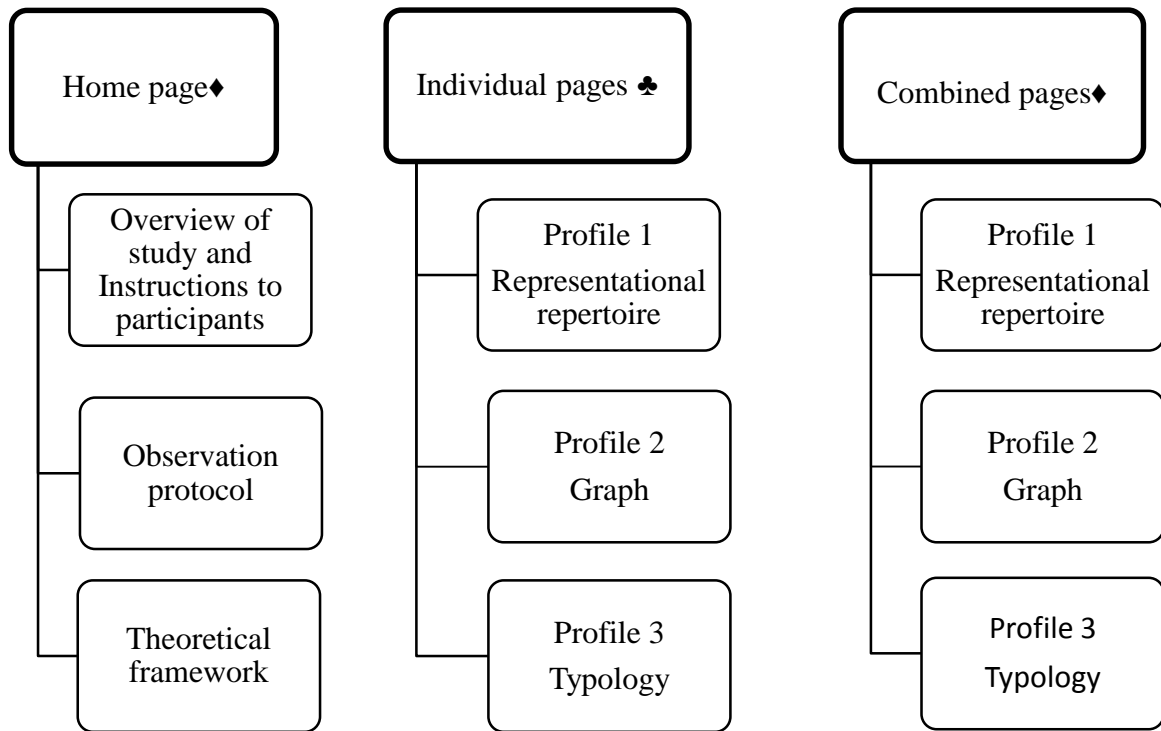 Home page♦
Overview of
study and
Instructions to
participants
Observation
protocol
Theoretical
framework
Individual pages ♣
Profile 1
Representational
repertoire
Profile 2
Graph
Profile 3
Typology
Combined pages♦
Profile 1
Representational
repertoire
Profile 2
Graph
Profile 3
Typology